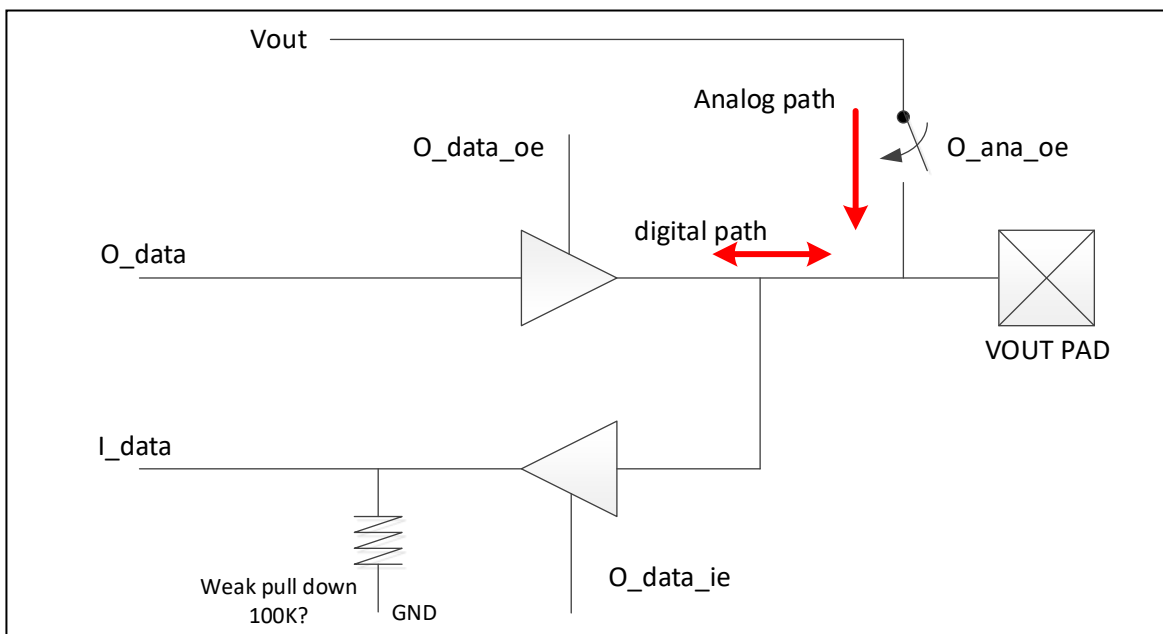 Vout
Analog path
O_data_oe
O_ana_oe
digital path
O_data
VOUT PAD
I_data
Weak pull down
100K?
GND
O_data_ie